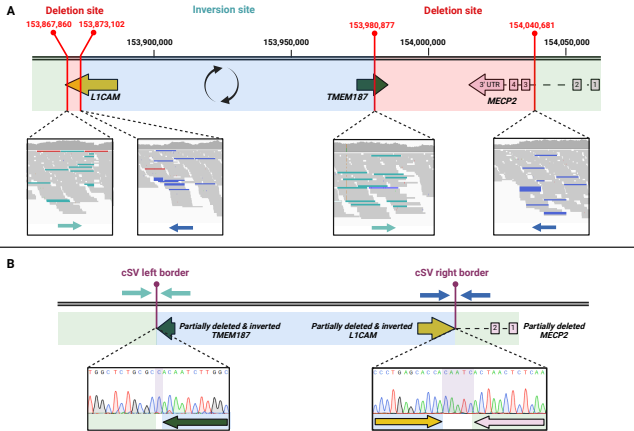 A
Deletion site
Inversion site
Deletion site
153,867,860
153,873,102
153,980,877
154,040,681
153,900,000
153,950,000
154,000,000
154,050,000
L1CAM
TMEM187
3' UTR
4
3
2
1
MECP2
B
cSV left border
cSV right border
Partially deleted & inverted
TMEM187
Partially deleted & inverted
L1CAM
2
1
Partially deleted
MECP2
TGGCTCTGCGCCACAATCTTGGC
CCCTGAGCACCACAATCACTAACTCTCAA